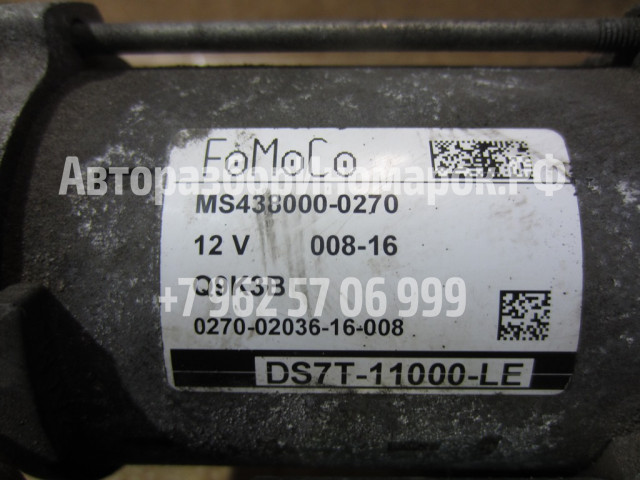 FoMoCo
АвторазборИномарок.РФ
MS438000-0270
12 V 008-16
Q9K3B
+7 962 57 06 999
0270-02036-16-008
DS7T-11000-LE